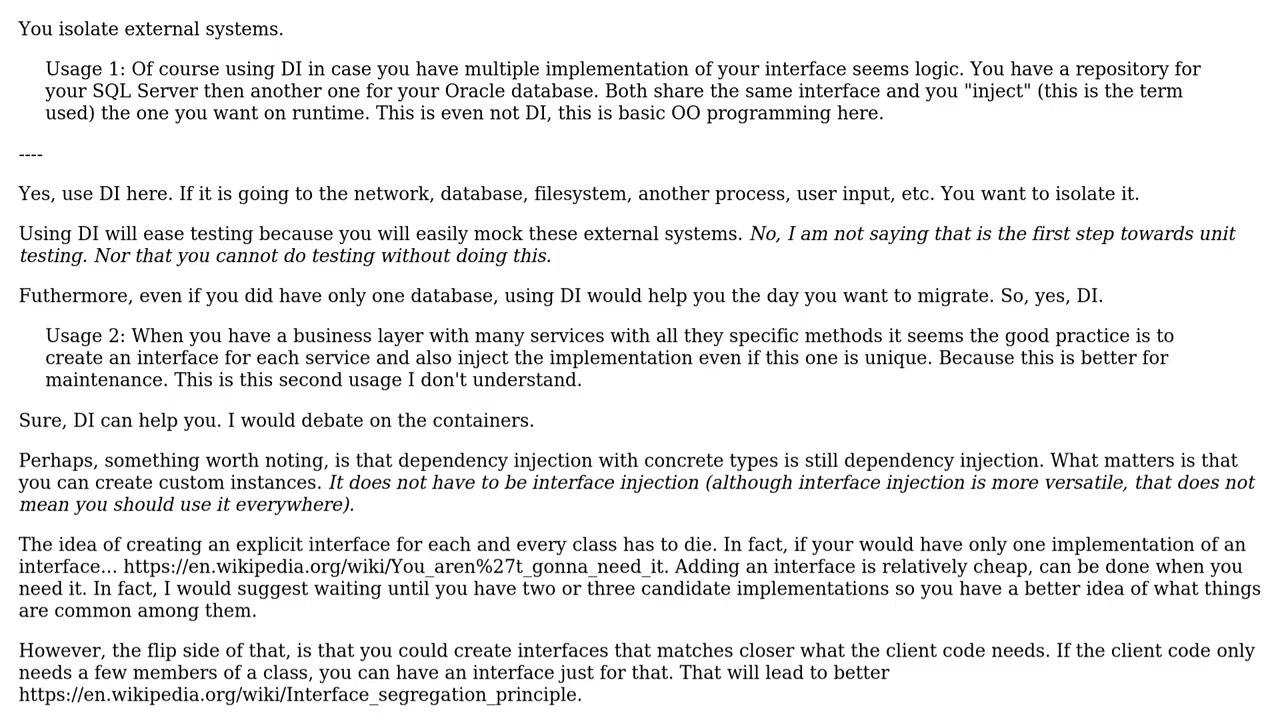 You isolate external systems.
Usage 1: Of course using DI in case you have multiple implementation of your interface seems logic. You have a repository for
your SQL Server then another one for your Oracle database. Both share the same interface and you "inject" (this is the term
used) the one you want on runtime. This is even not DI, this is basic OO programming here.
----
Yes, use DI here. If it is going to the network, database, filesystem, another process, user input, etc. You want to isolate it.
Using DI will ease testing because you will easily mock these external systems. No, I am not saying that is the first step towards unit
testing. Nor that you cannot do testing without doing this.
Futhermore, even if you did have only one database, using DI would help you the day you want to migrate. So, yes, DI.
Usage 2: When you have a business layer with many services with all they specific methods it seems the good practice is to
create an interface for each service and also inject the implementation even if this one is unique. Because this is better for
maintenance. This is this second usage I don't understand.
Sure, DI can help you. I would debate on the containers.
Perhaps, something worth noting, is that dependency injection with concrete types is still dependency injection. What matters is that
you can create custom instances. It does not have to be interface injection (although interface injection is more versatile, that does not
mean you should use it everywhere).
The idea of creating an explicit interface for each and every class has to die. In fact, if your would have only one implementation of an
interface... https://en.wikipedia.org/wiki/You_aren%27t_gonna_need_it. Adding an interface is relatively cheap, can be done when you
need it. In fact, I would suggest waiting until you have two or three candidate implementations so you have a better idea of what things
are common among them.
However, the flip side of that, is that you could create interfaces that matches closer what the client code needs. If the client code only
needs a few members of a class, you can have an interface just for that. That will lead to better
https://en.wikipedia.org/wiki/Interface_segregation_principle.